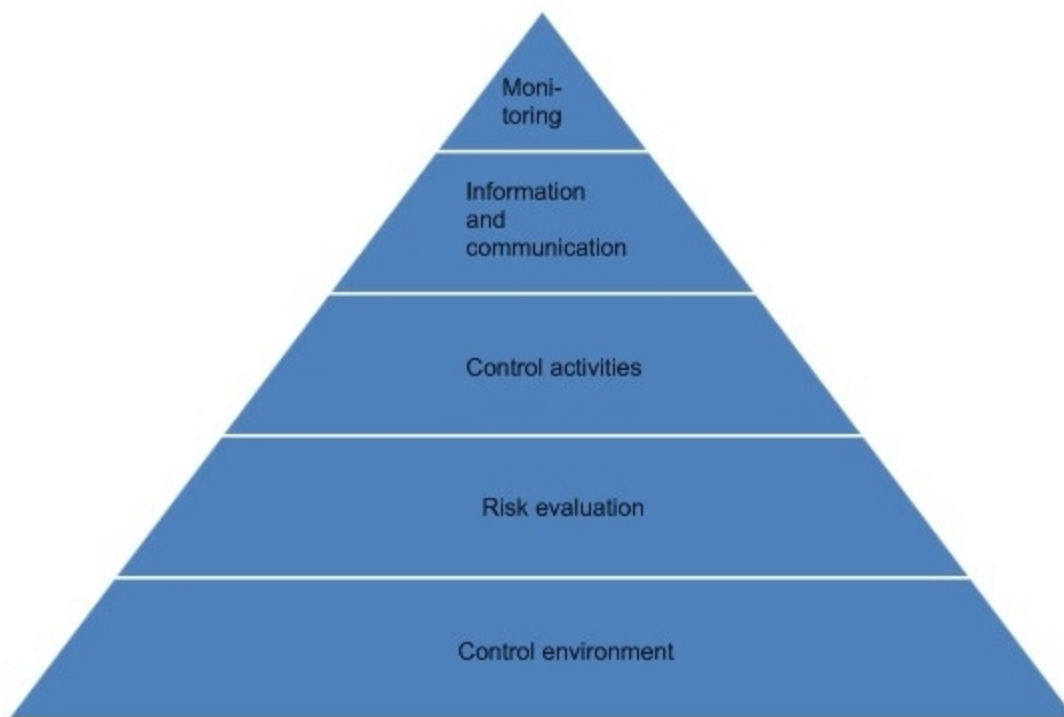 Moni-
toring
Information
and
communication
Control activities
Risk evaluation
Control environment